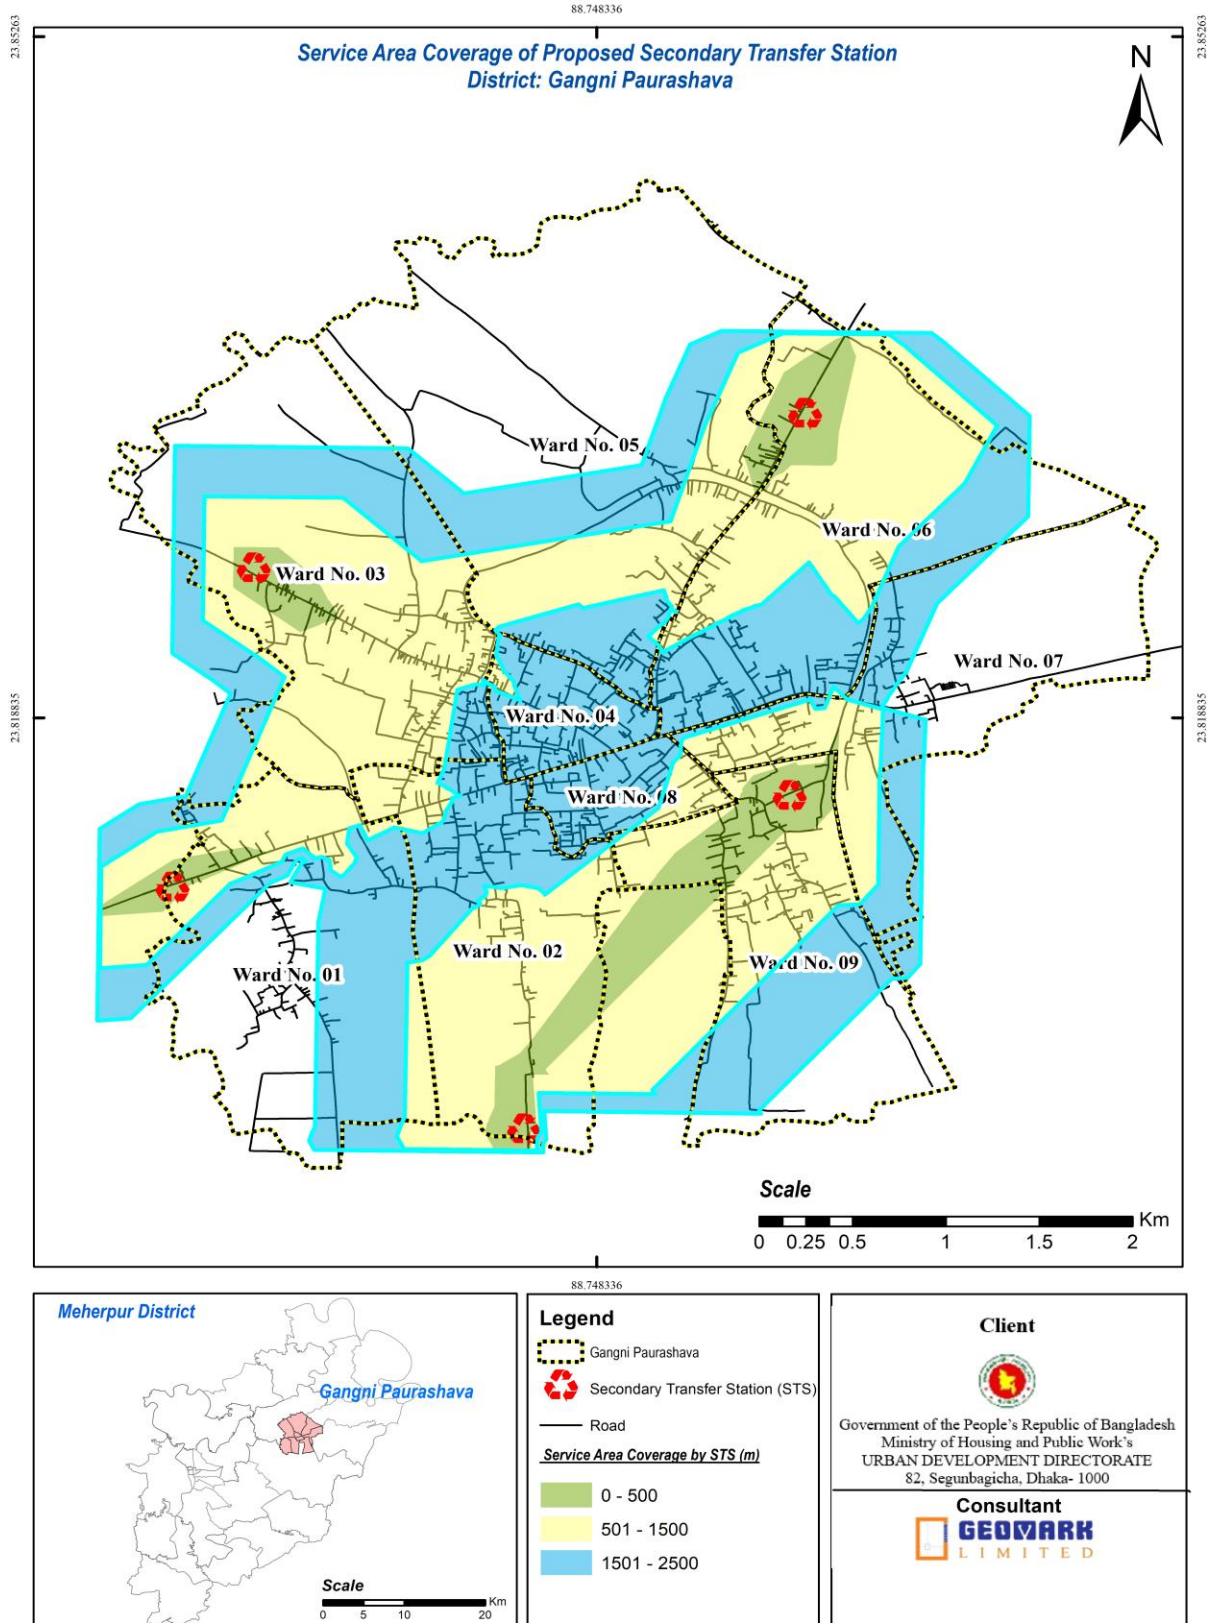 88.748336
23.85263
23.85263
Service Area Coverage of Proposed Secondary Transfer Station
District: Gangni Paurashava
N
Ward No. 05
Ward No. 06
Ward No. 03
Ward No. 07
Ward No. 04
23.818835
23.818835
Ward No. 08
Ward No. 02
Ward No. 09
Ward No. 01
Scale
Km
0 0.25 0.5 1 1.5 2
88.748336
Meherpur District
Gangni Paurashava
Scale
Km
0 5 10 20
Legend
Gangni Paurashava
Secondary Transfer Station (STS)
Road
Service Area Coverage by STS (m)
0 - 500
501 - 1500
1501 - 2500
Client
Government of the People's Republic of Bangladesh
Ministry of Housing and Public Work's
URBAN DEVELOPMENT DIRECTORATE
82, Segunbagicha, Dhaka- 1000
Consultant
GEOMARK
LIMITED